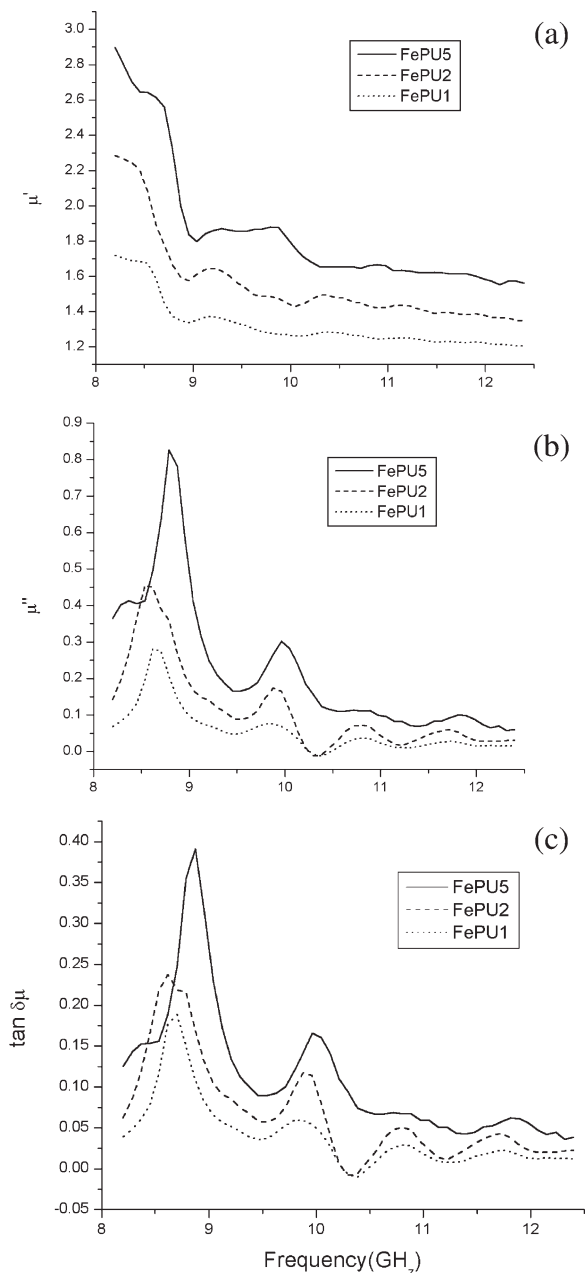 (a)
FePU5
FePU2
FePU1
3.0
2.8
2.6
2.4
2.2
2.0
1.8
1.6
1.4
1.2
μ'
8 9 10 11 12
(b)
FePU5
FePU2
FePU1
0.9
0.8
0.7
0.6
0.5
0.4
0.3
0.2
0.1
0.0
μ"
8 9 10 11 12
(c)
FePU5
FePU2
FePU1
0.40
0.35
0.30
0.25
0.20
0.15
0.10
0.05
0.00
-0.05
tan δμ
8 9 10 11 12
Frequency(GHz)